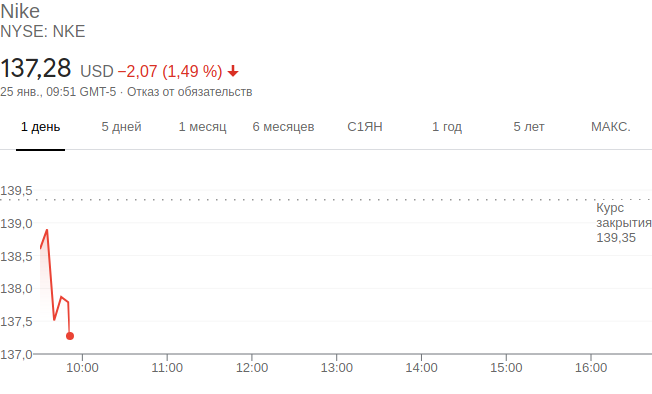 Nike
NYSE: NKE
137,28 USD −2,07 (1,49 %)
25 янв., 09:51 GMT-5 · Отказ от обязательств
1 день 5 дней 1 месяц 6 месяцев С1ЯН 1 год 5 лет МАКС.
139,5
Курс
закрытия
139,35
139,0
138,5
138,0
137,5
137,0
10:00 11:00 12:00 13:00 14:00 15:00 16:00